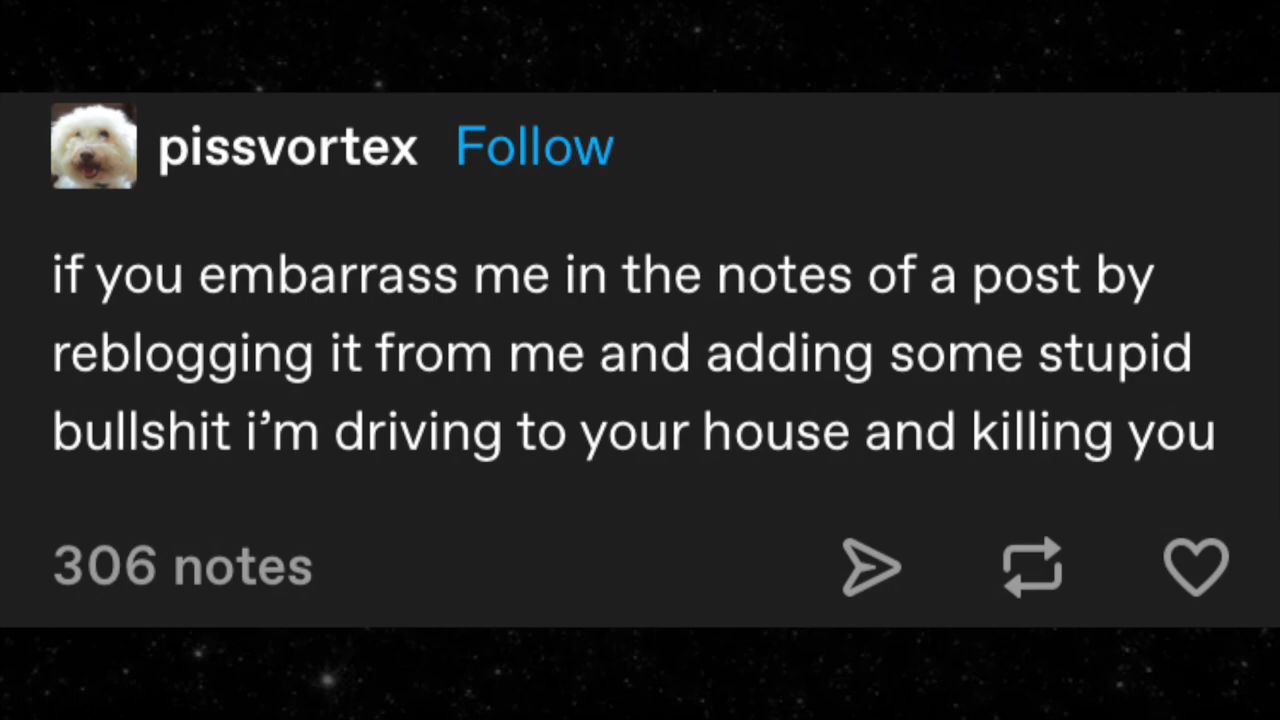 pissvortex Follow
if you embarrass me in the notes of a post by
reblogging it from me and adding some stupid
bullshit i’m driving to your house and killing you
306 notes